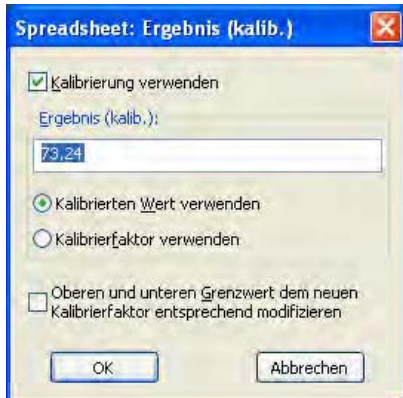 Spreadsheet: Ergebnis (kalib.)
Kalibrierung verwenden
Ergebnis (kalib.):
73,24
Kalibrierten Wert verwenden
Kalibrierfaktor verwenden
Oberen und unteren Grenzwert dem neuen
Kalibrierfaktor entsprechend modifizieren
OK
Abbrechen